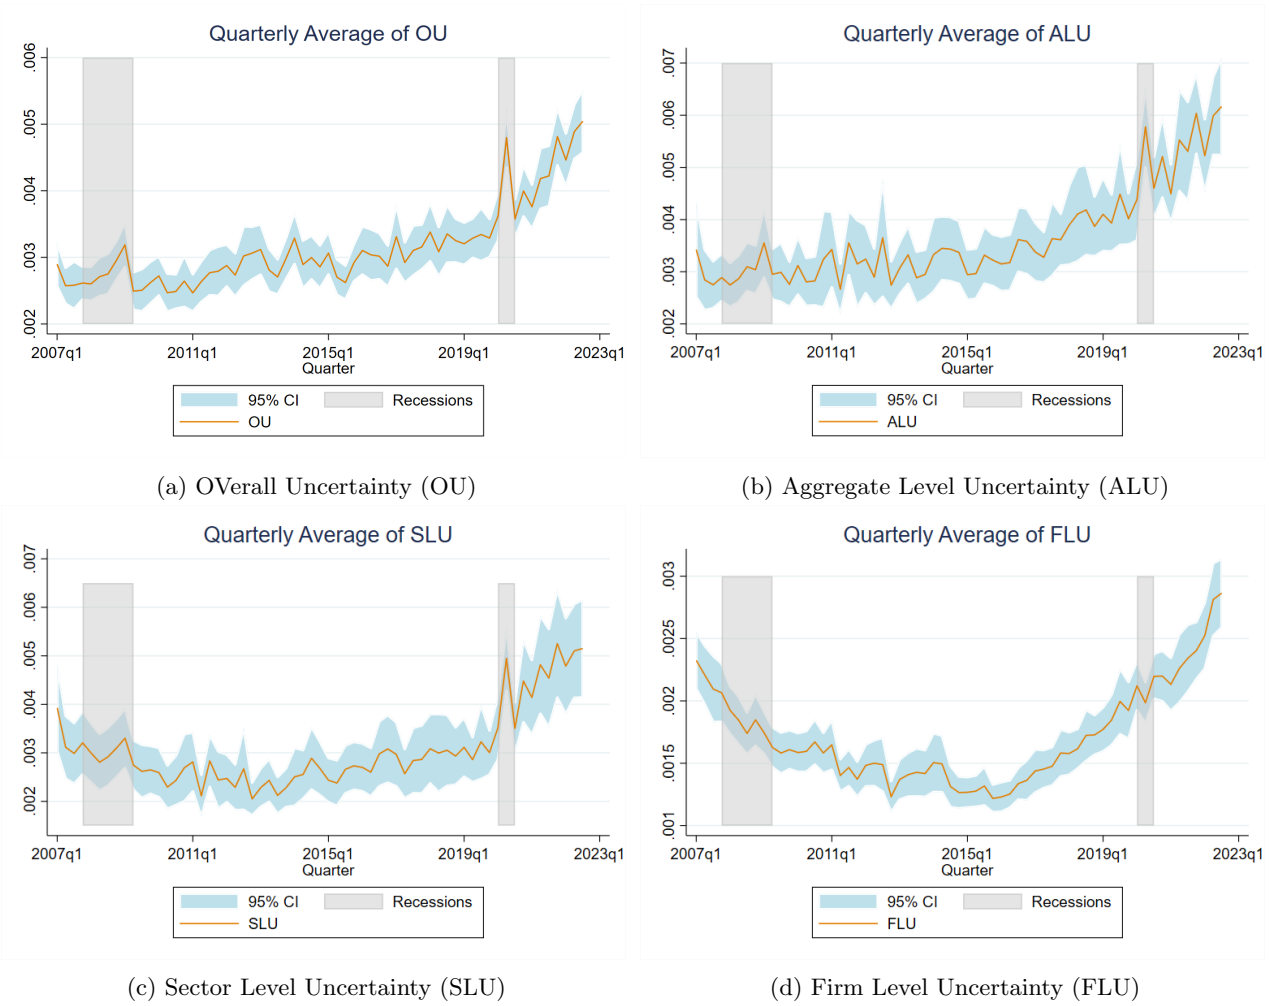 Quarterly Average of OU
.006
.005
.004
.003
.002
2007q1 2011q1 2015q1 2019q1 2023q1
Quarter
95% CI Recessions
OU
(a) OVerall Uncertainty (OU)
Quarterly Average of ALU
.007
.006
.005
.004
.003
.002
2007q1 2011q1 2015q1 2019q1 2023q1
Quarter
95% CI Recessions
ALU
(b) Aggregate Level Uncertainty (ALU)
Quarterly Average of SLU
.007
.006
.005
.004
.003
.002
2007q1 2011q1 2015q1 2019q1 2023q1
Quarter
95% CI Recessions
SLU
(c) Sector Level Uncertainty (SLU)
Quarterly Average of FLU
.003
.0025
.002
.0015
.001
2007q1 2011q1 2015q1 2019q1 2023q1
Quarter
95% CI Recessions
FLU
(d) Firm Level Uncertainty (FLU)